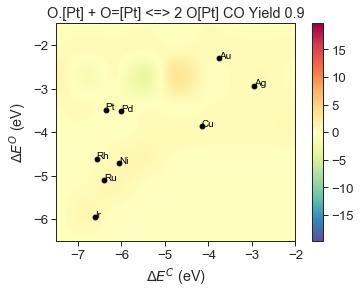 O.[Pt] + O=[Pt] <=> 2 O[Pt] CO Yield 0.9
−2
−3
−4
−5
−6
ΔE^O (eV)
Au
Ag
Pt
Pd
Cu
Rh
Ni
Ru
Ir
−7
−6
−5
−4
−3
−2
ΔE^C (eV)
15
10
5
0
−5
−10
−15